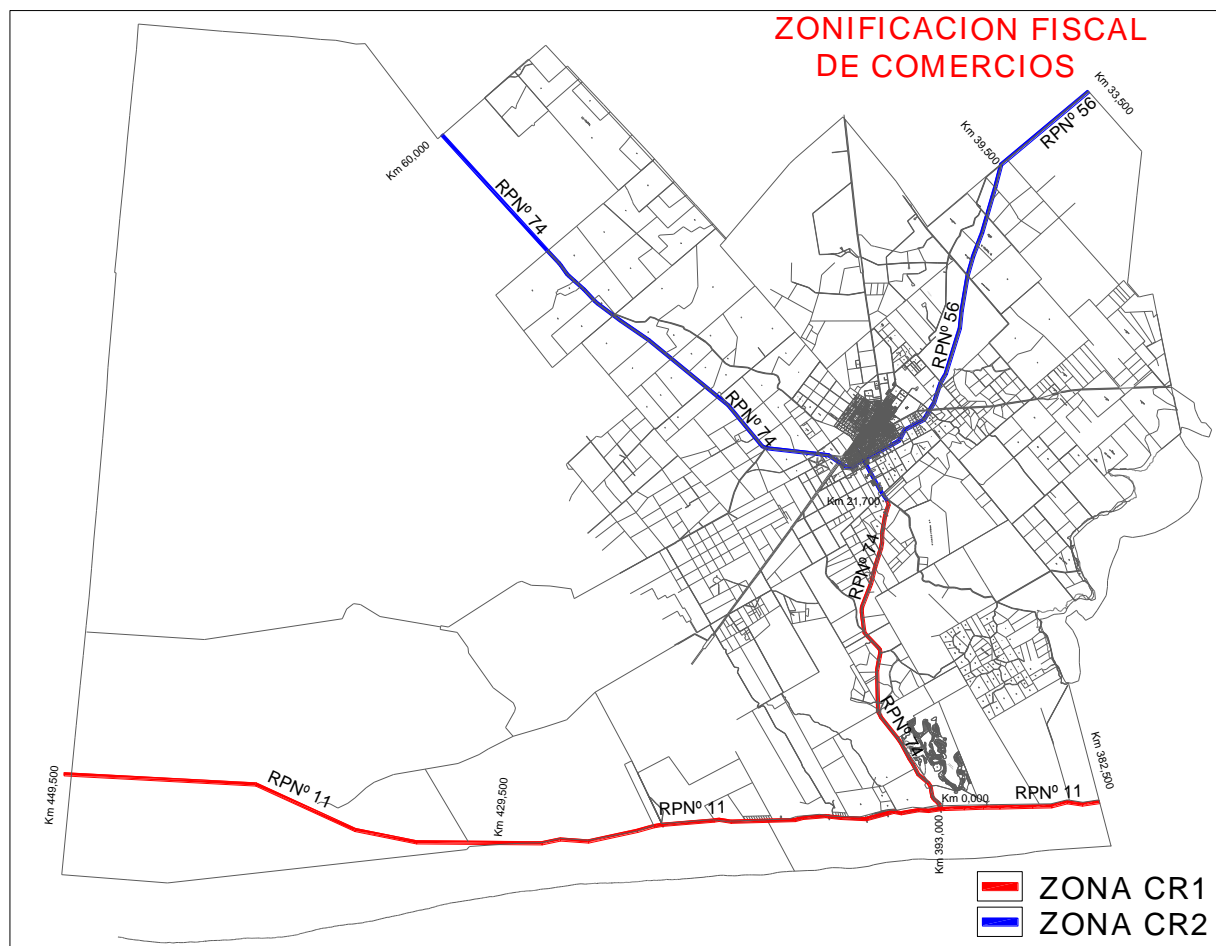 ZONIFICACION FISCAL
DE COMERCIOS
Km 33,500
RPNº 56
Km 39,500
Km 60,000
RPNº 74
RPNº 56
RPNº 74
Km 21,700
RPNº 74
RPNº 74
Km 382,500
Km 449,500
RPNº 11
Km 429,500
RPNº 11
Km 0,000
RPNº 11
Km 393,000
ZONA CR1
ZONA CR2